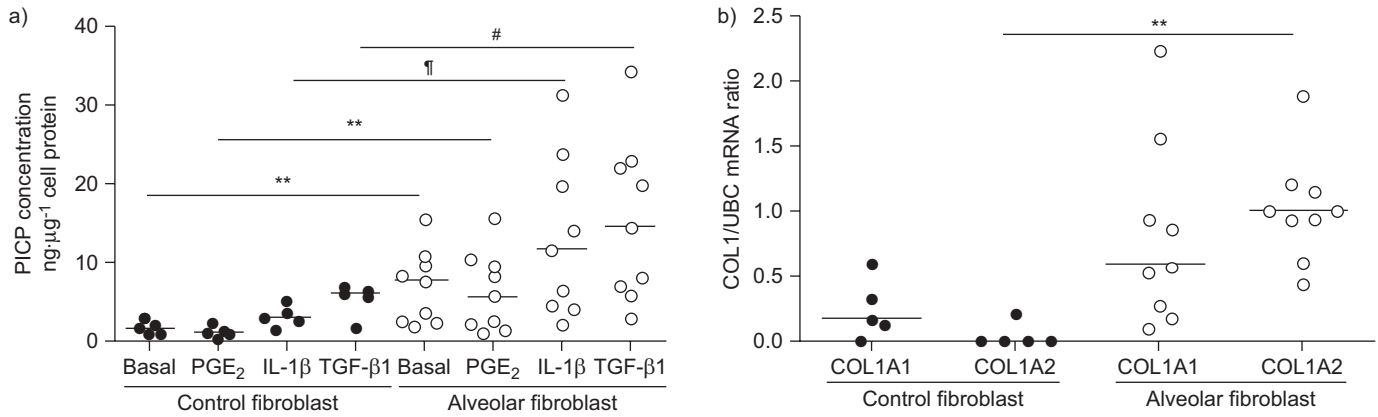 a)
PICP concentration
ng·µg⁻¹ cell protein
40
30
20
10
0
#
¶
**
**
Basal PGE₂ IL-1β TGF-β1 Basal PGE₂ IL-1β TGF-β1
Control fibroblast Alveolar fibroblast
b)
COL1/UBC mRNA ratio
2.5
2.0
1.5
1.0
0.5
0.0
**
COL1A1 COL1A2 COL1A1 COL1A2
Control fibroblast Alveolar fibroblast